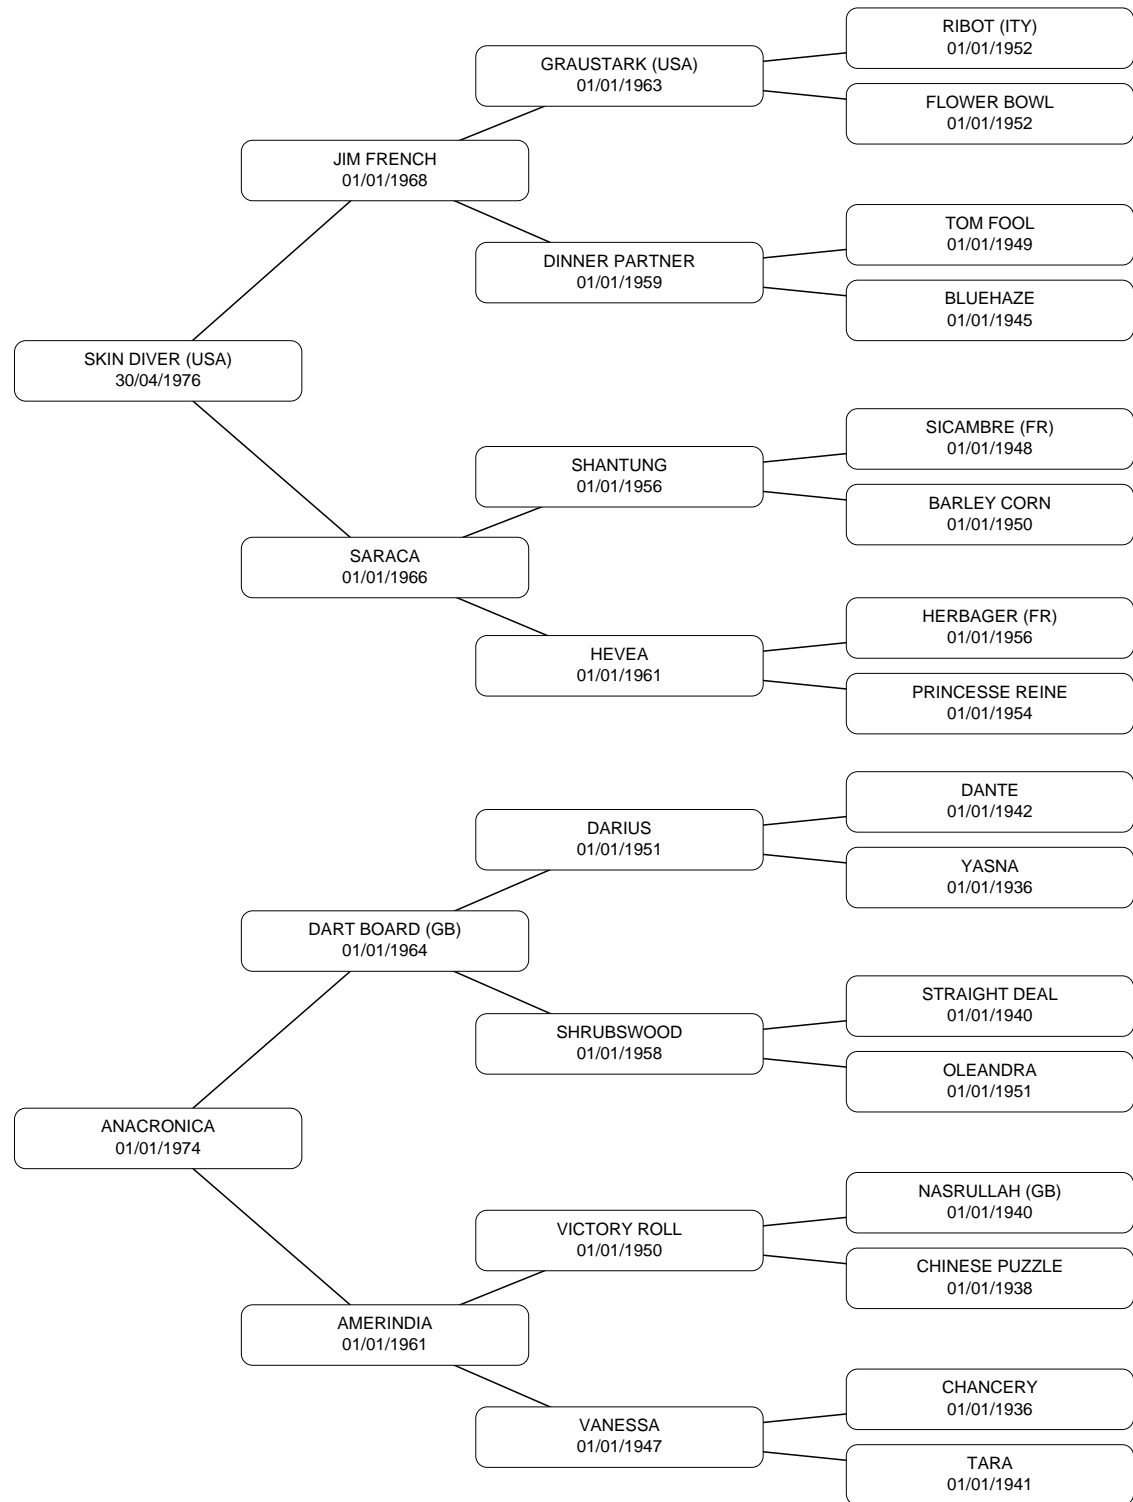 RIBOT (ITY)
01/01/1952
GRAUSTARK (USA)
01/01/1963
FLOWER BOWL
01/01/1952
JIM FRENCH
01/01/1968
TOM FOOL
01/01/1949
DINNER PARTNER
01/01/1959
BLUEHAZE
01/01/1945
SKIN DIVER (USA)
30/04/1976
SICAMBRE (FR)
01/01/1948
SHANTUNG
01/01/1956
BARLEY CORN
01/01/1950
SARACA
01/01/1966
HERBAGER (FR)
01/01/1956
HEVEA
01/01/1961
PRINCESSE REINE
01/01/1954
DANTE
01/01/1942
DARIUS
01/01/1951
YASNA
01/01/1936
DART BOARD (GB)
01/01/1964
STRAIGHT DEAL
01/01/1940
SHRUBSWOOD
01/01/1958
OLEANDRA
01/01/1951
ANACRONICA
01/01/1974
NASRULLAH (GB)
01/01/1940
VICTORY ROLL
01/01/1950
CHINESE PUZZLE
01/01/1938
AMERINDIA
01/01/1961
CHANCERY
01/01/1936
VANESSA
01/01/1947
TARA
01/01/1941